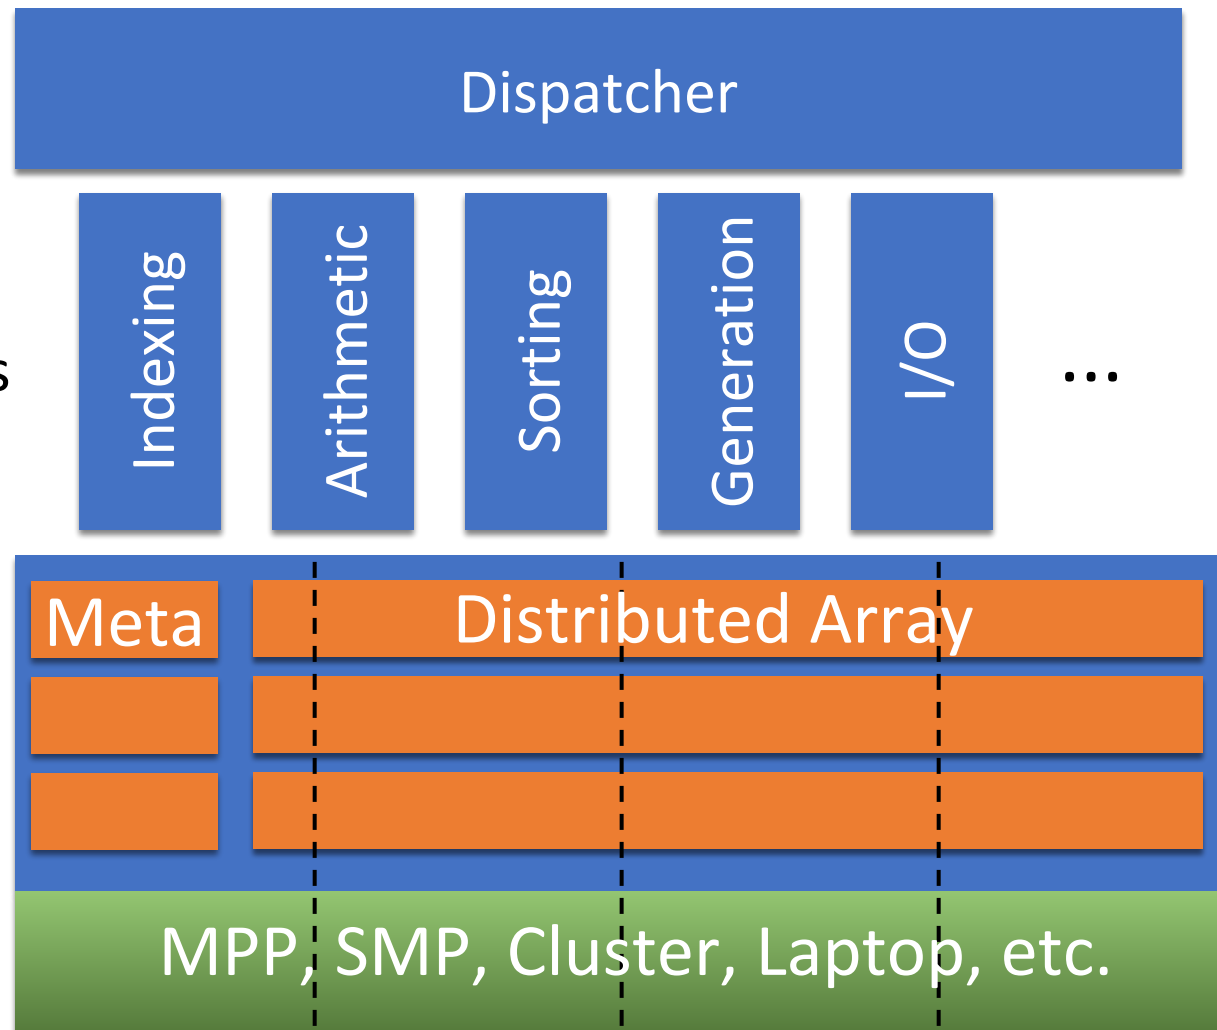 Dispatcher
s
Indexing
Arithmetic
Sorting
Generation
I/O
...
Meta
Distributed Array
MPP, SMP, Cluster, Laptop, etc.